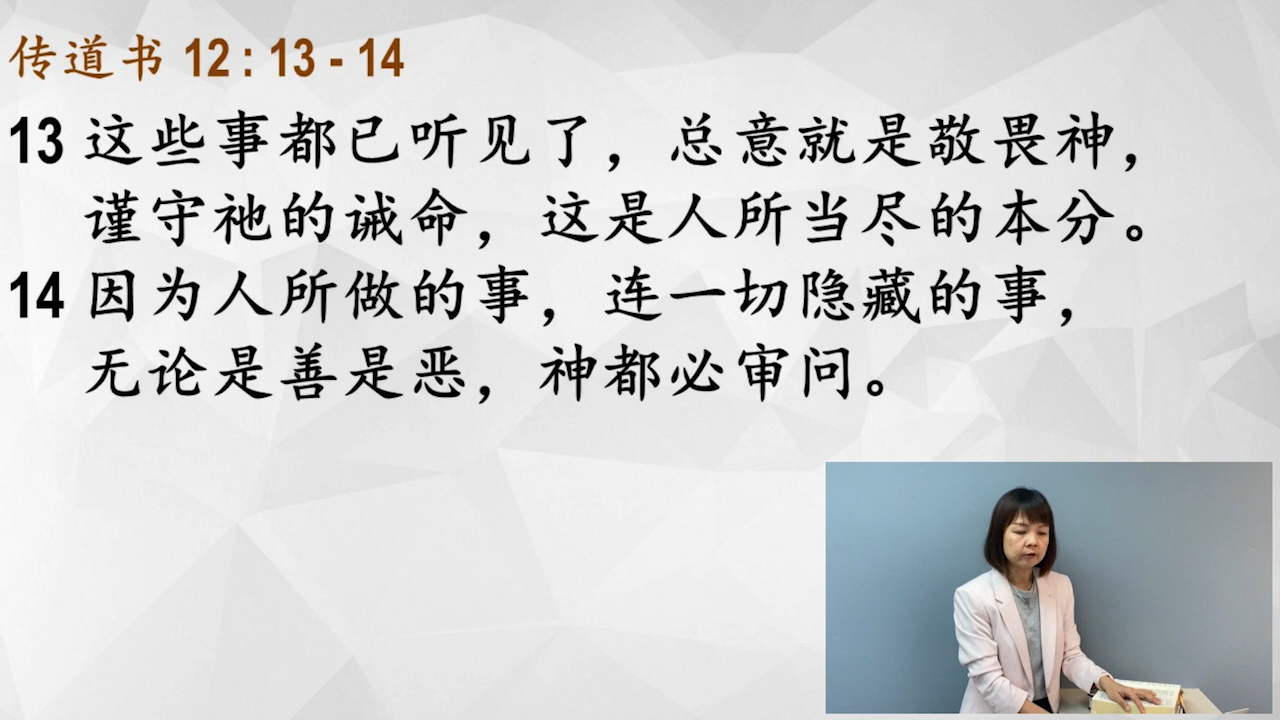 传道书 12 : 13 - 14
13 这些事都已听见了，总意就是敬畏神，
谨守祂的诫命，这是人所当尽的本分。
14 因为人所做的事，连一切隐藏的事，
无论是善是恶，神都必审问。